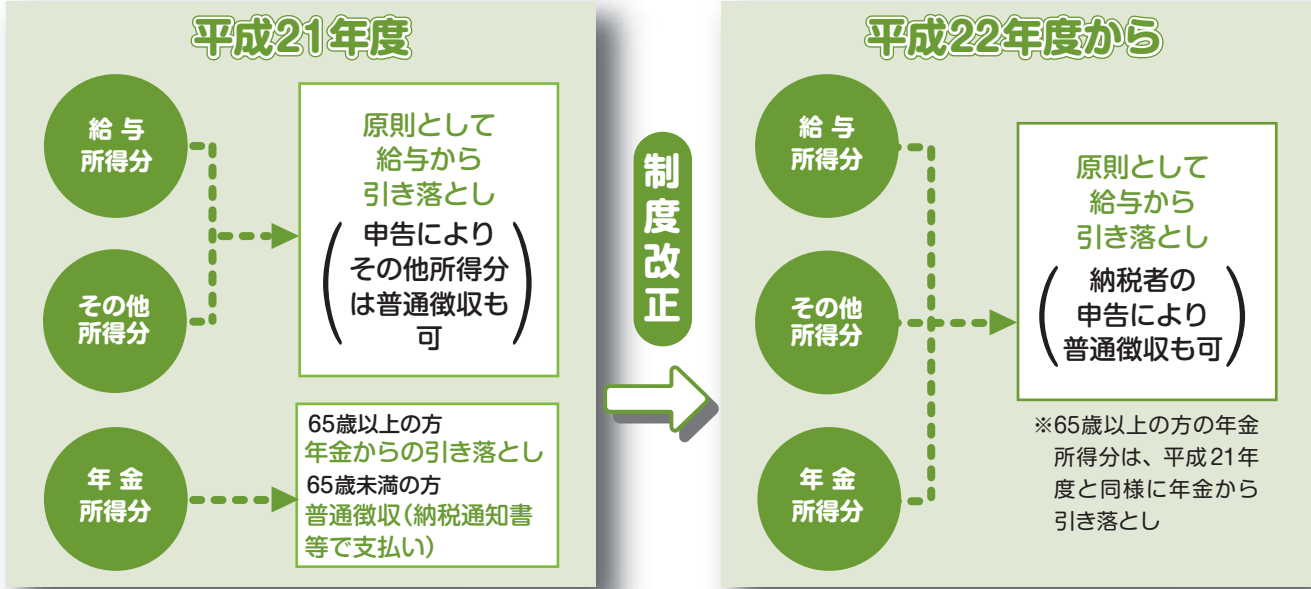 平成21年度
給与
所得分
その他
所得分
年金
所得分
原則として
給与から
引き落とし
申告により
その他所得分
は普通徴収も
可
65歳以上の方
年金からの引き落とし
65歳未満の方
普通徴収(納税通知書
等で支払い)
制度改正
平成22年度から
給与
所得分
その他
所得分
年金
所得分
原則として
給与から
引き落とし
納税者の
申告により
普通徴収も可
※65歳以上の方の年金
所得分は、平成21年
度と同様に年金から
引き落とし